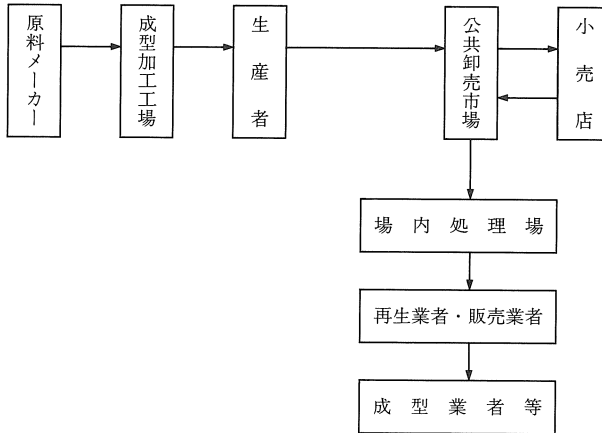 原料メーカー
成型加工工場
生産者
公共卸売市場
小売店
場内処理場
再生業者・販売業者
成型業者等